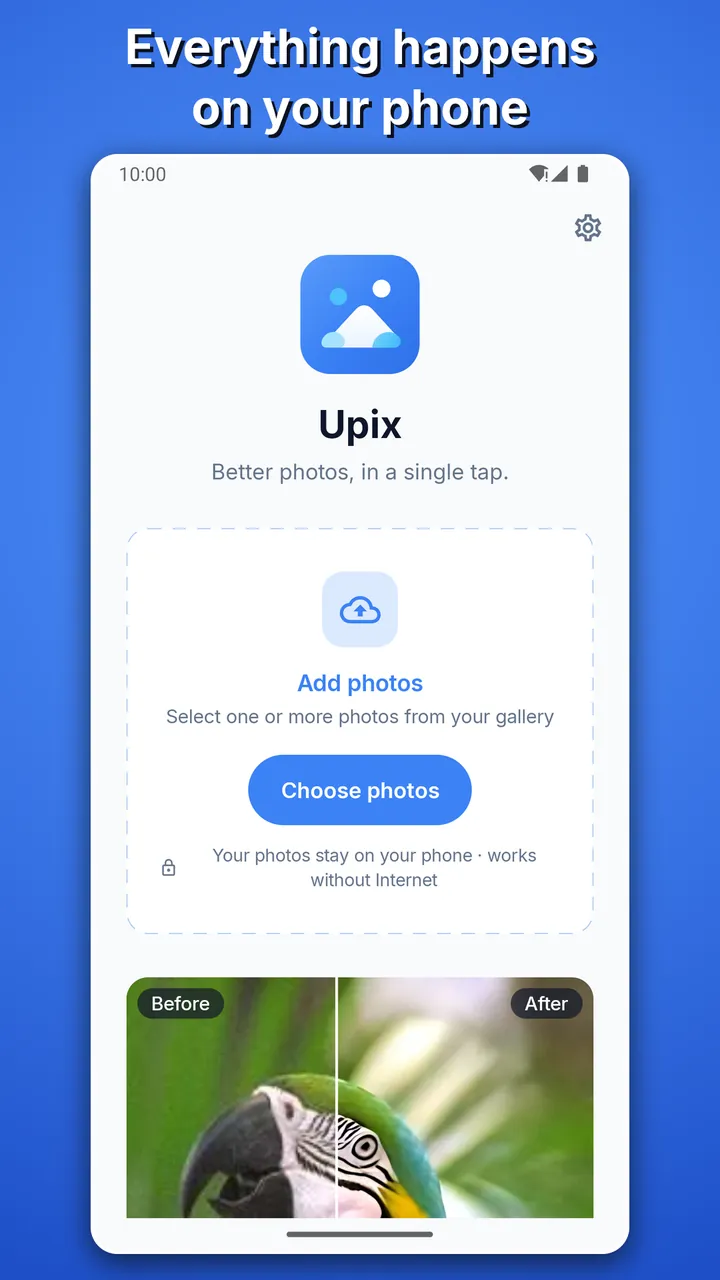 Everything happens
on your phone
10:00
Upix
Better photos, in a single tap.
Add photos
Select one or more photos from your gallery
Choose photos
Your photos stay on your phone · works
without Internet
Before
After